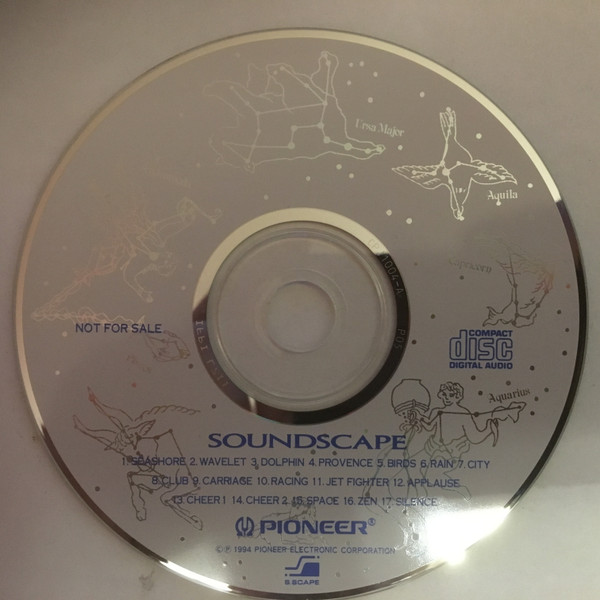 Ursa Major
Aquila
Capricorn
NOT FOR SALE
COMPACT
disc
DIGITAL AUDIO
Aquarius
SOUNDSCAPE
1.SEASHORE 2.WAVELET 3.DOLPHIN 4.PROVENCE 5.BIRDS 6.RAIN 7.CITY
8.CLUB 9.CARRIAGE 10.RACING 11.JET FIGHTER 12.APPLAUSE
13.CHEER1 14.CHEER2 15.SPACE 16.ZEN 17.SILENCE
PIONEER®
©℗ 1994 PIONEER ELECTRONIC CORPORATION
S.SCAPE